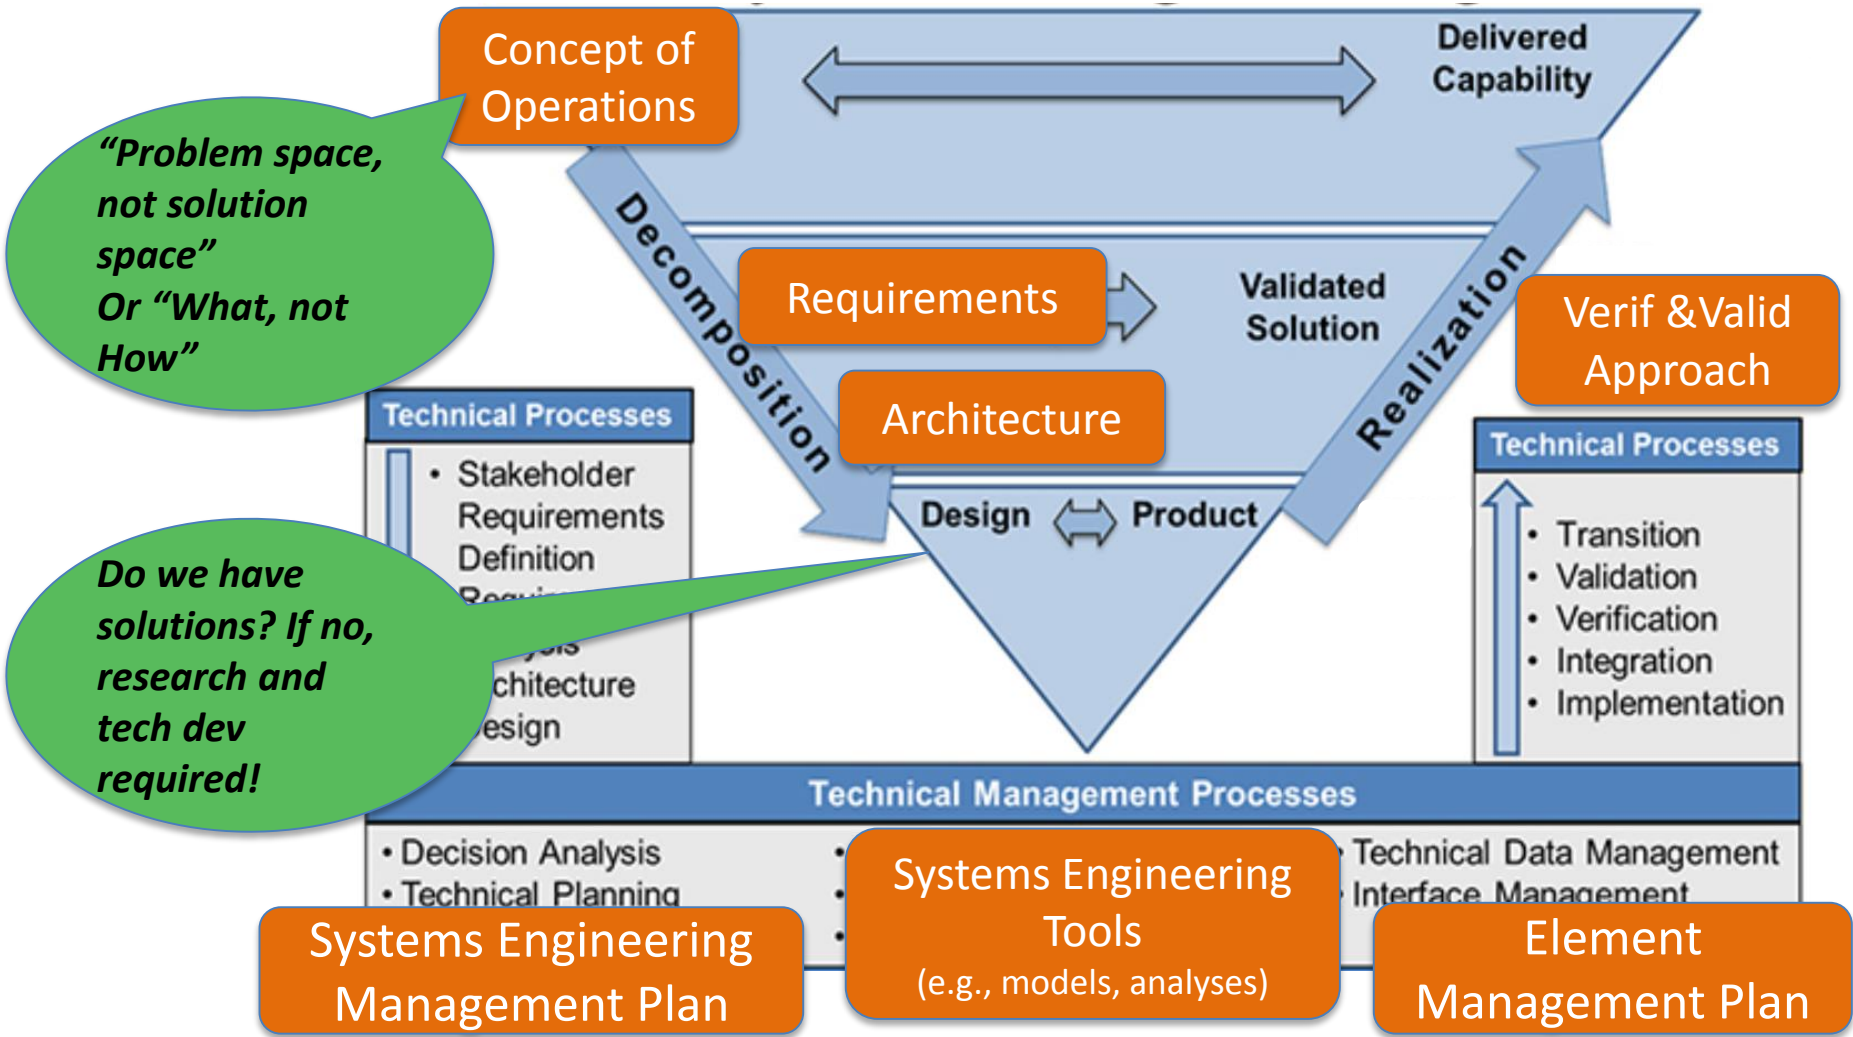 Concept of
Operations
Delivered
Capability
“Problem space,
not solution
space”
Or “What, not
How”
Decomposition
Requirements
Validated
Solution
Realization
Verif &Valid
Approach
Architecture
Technical Processes
• Stakeholder
Requirements
Definition
Design
Product
Technical Processes
• Transition
• Validation
• Verification
• Integration
• Implementation
Do we have
solutions? If no,
research and
tech dev
required!
Technical Management Processes
• Decision Analysis
• Technical Planning
• Technical Data Management
• Interface Management
Systems Engineering
Management Plan
Systems Engineering
Tools
(e.g., models, analyses)
Element
Management Plan